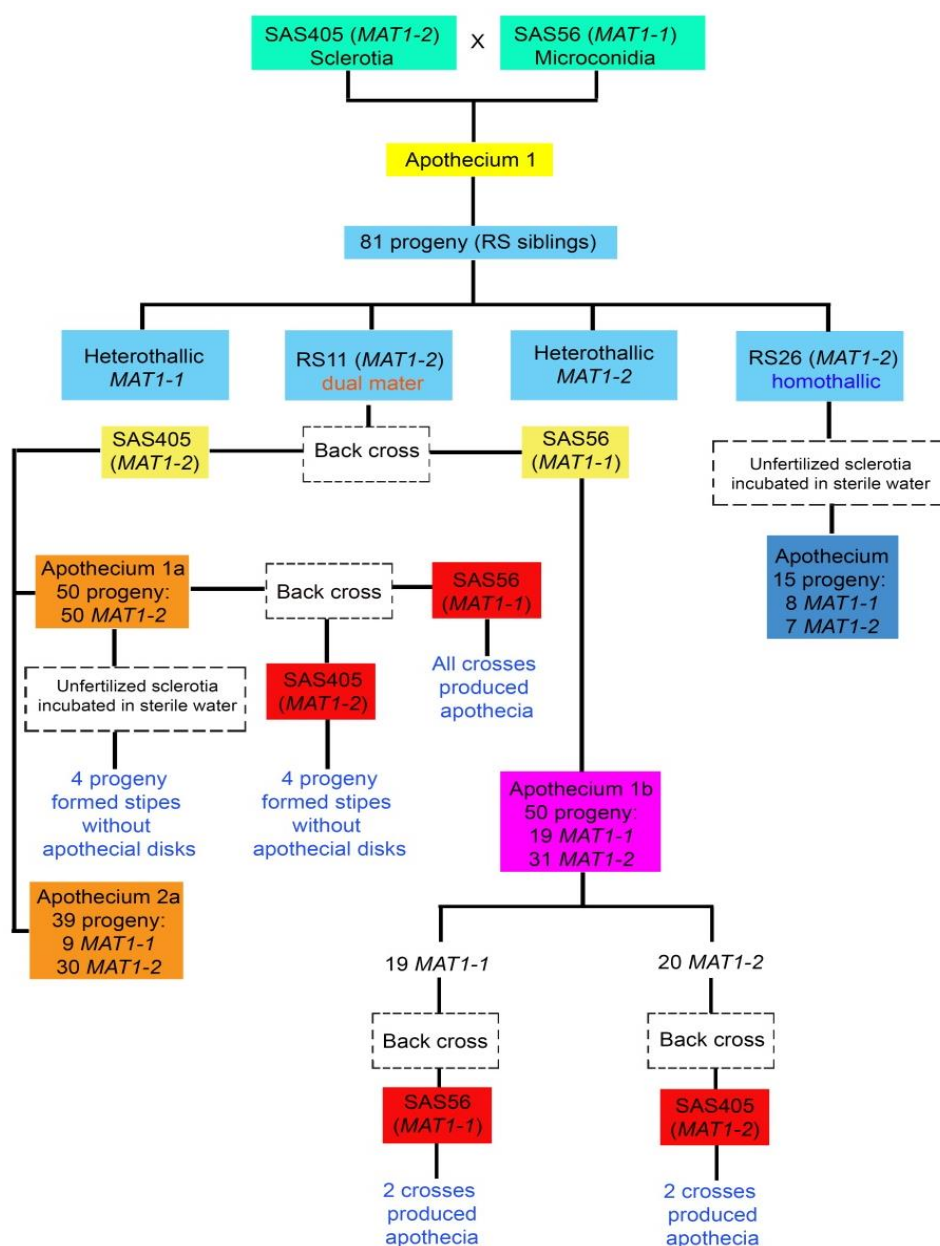 SAS405 (MAT1-2)
Sclerotia
X
SAS56 (MAT1-1)
Microconidia
Apothecium 1
81 progeny (RS siblings)
Heterothallic
MAT1-1
RS11 (MAT1-2)
dual mater
Heterothallic
MAT1-2
RS26 (MAT1-2)
homothallic
SAS405
(MAT1-2)
Back cross
SAS56
(MAT1-1)
Unfertilized sclerotia
incubated in sterile water
Apothecium 1a
50 progeny:
50 MAT1-2
Back cross
SAS56
(MAT1-1)
Apothecium
15 progeny:
8 MAT1-1
7 MAT1-2
Unfertilized sclerotia
incubated in sterile water
SAS405
(MAT1-2)
All crosses
produced
apothecia
4 progeny
formed stipes
without
apothecial disks
4 progeny
formed stipes
without
apothecial disks
Apothecium 1b
50 progeny:
19 MAT1-1
31 MAT1-2
Apothecium 2a
39 progeny:
9 MAT1-1
30 MAT1-2
19 MAT1-1
20 MAT1-2
Back cross
Back cross
SAS56
(MAT1-1)
SAS405
(MAT1-2)
2 crosses
produced
apothecia
2 crosses
produced
apothecia